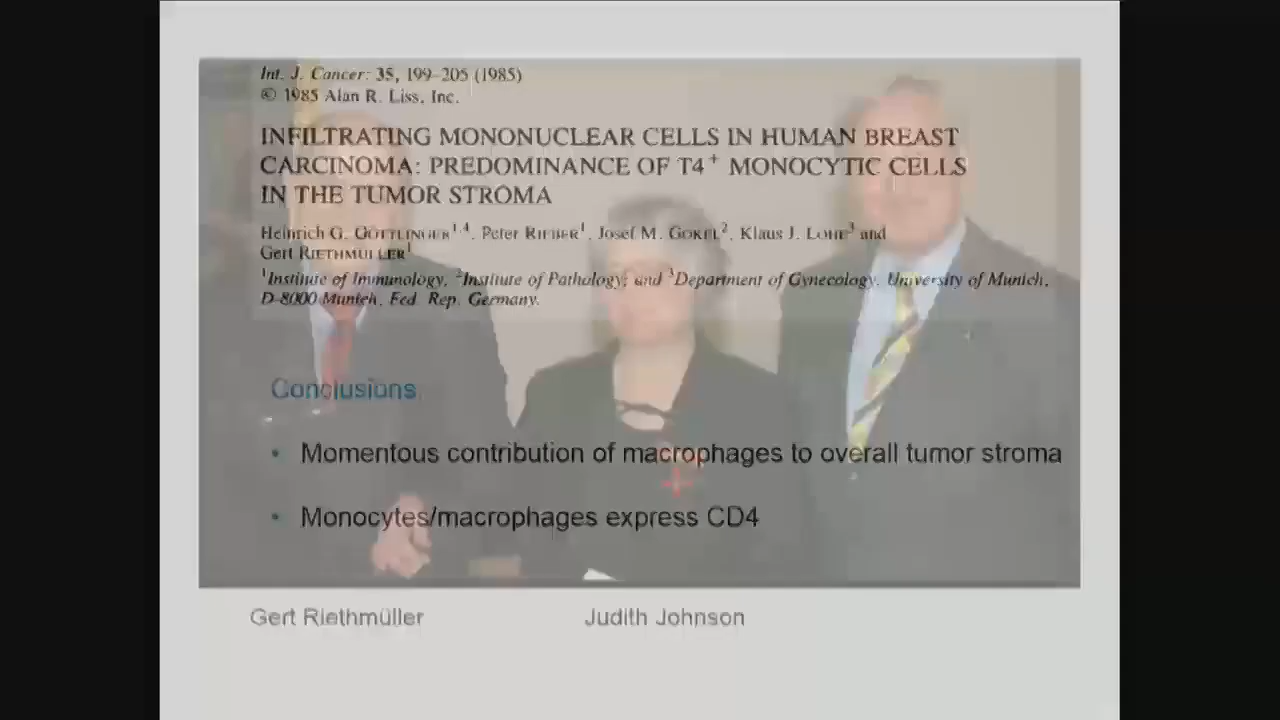 Int. J. Cancer: 35, 199–205 (1985)
© 1985 Alan R. Liss, Inc.
INFILTRATING MONONUCLEAR CELLS IN HUMAN BREAST
CARCINOMA: PREDOMINANCE OF T4⁺ MONOCYTIC CELLS
IN THE TUMOR STROMA
Heinrich G. GÖTTLINGER¹,⁴, Peter RIEBER¹, Josef M. GOKEL², Klaus J. LOHE³ and
Gert RIETHMÜLLER¹
¹Institute of Immunology, ²Institute of Pathology; and ³Department of Gynecology, University of Munich,
D-8000 Munich, Fed. Rep. Germany.
Conclusions
• Momentous contribution of macrophages to overall tumor stroma
• Monocytes/macrophages express CD4
Gert Riethmüller Judith Johnson